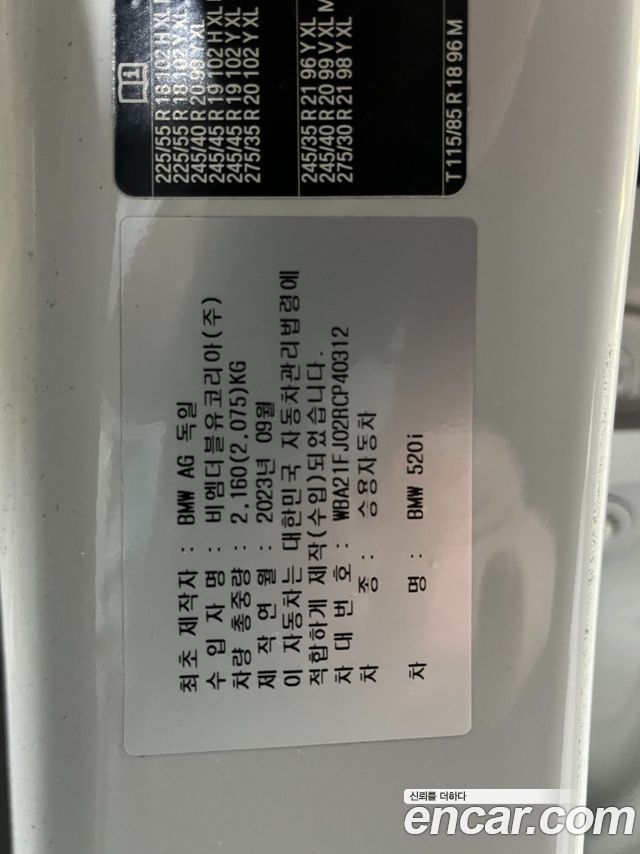 225/55 R 18 102 H XL
225/55 R 18 102 Y XL
245/40 R 20 99 Y XL
245/45 R 19 102 H XL
245/45 R 19 102 Y XL
275/35 R 20 102 Y XL
245/35 R 21 96 Y XL
245/40 R 20 99 V XL M
275/30 R 21 98 Y XL
T 115/85 R 18 96 M
최초 제작자 : BMW AG 독일
수 입 자 명 : 비엠더블유코리아(주)
차량 총중량 : 2,160(2,075)KG
제 작 연 월 : 2023년 09월
이 자동차는 대한민국 자동차관리법령에
적합하게 제작(수입)되었습니다.
차 대 번 호 : WBA21FJ02RCP40312
차 종 : 승용자동차
차 명 : BMW 520i
신뢰를 더하다
encar.com